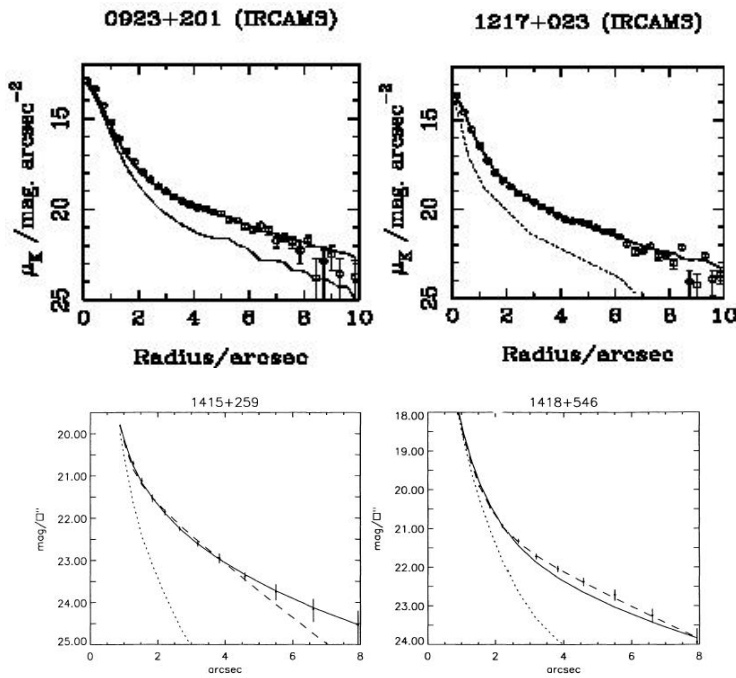 0923+201 (IRCAM3)
1217+023 (IRCAM3)
μK /mag. arcsec−2
15
20
25
0 2 4 6 8 10
Radius/arcsec
μK /mag. arcsec−2
15
20
25
0 2 4 6 8 10
Radius/arcsec
1415+259
mag/□"
20.00
21.00
22.00
23.00
24.00
25.00
0 2 4 6 8
arcsec
1418+546
mag/□"
18.00
19.00
20.00
21.00
22.00
23.00
24.00
0 2 4 6 8
arcsec